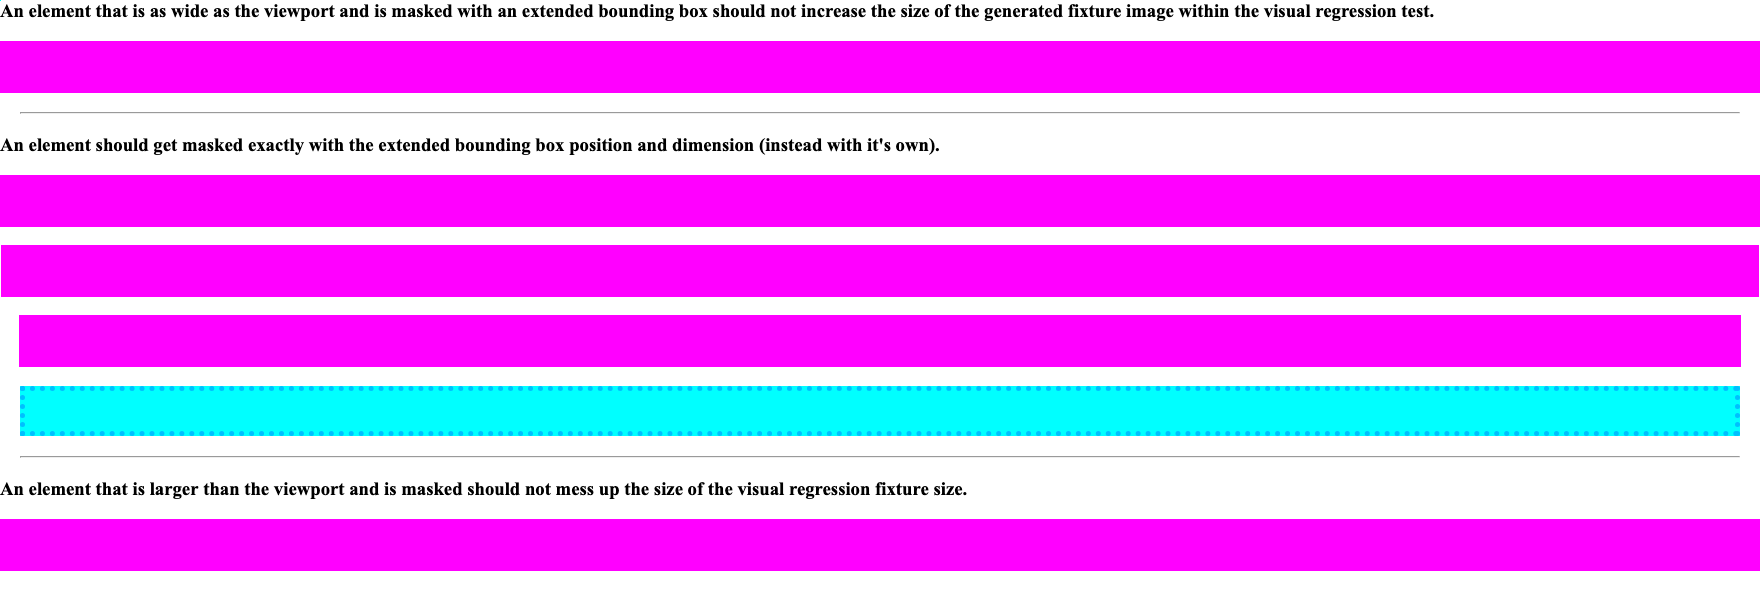 An element that is as wide as the viewport and is masked with an extended bounding box should not increase the size of the generated fixture image within the visual regression test.
An element should get masked exactly with the extended bounding box position and dimension (instead with it's own).
An element that is larger than the viewport and is masked should not mess up the size of the visual regression fixture size.